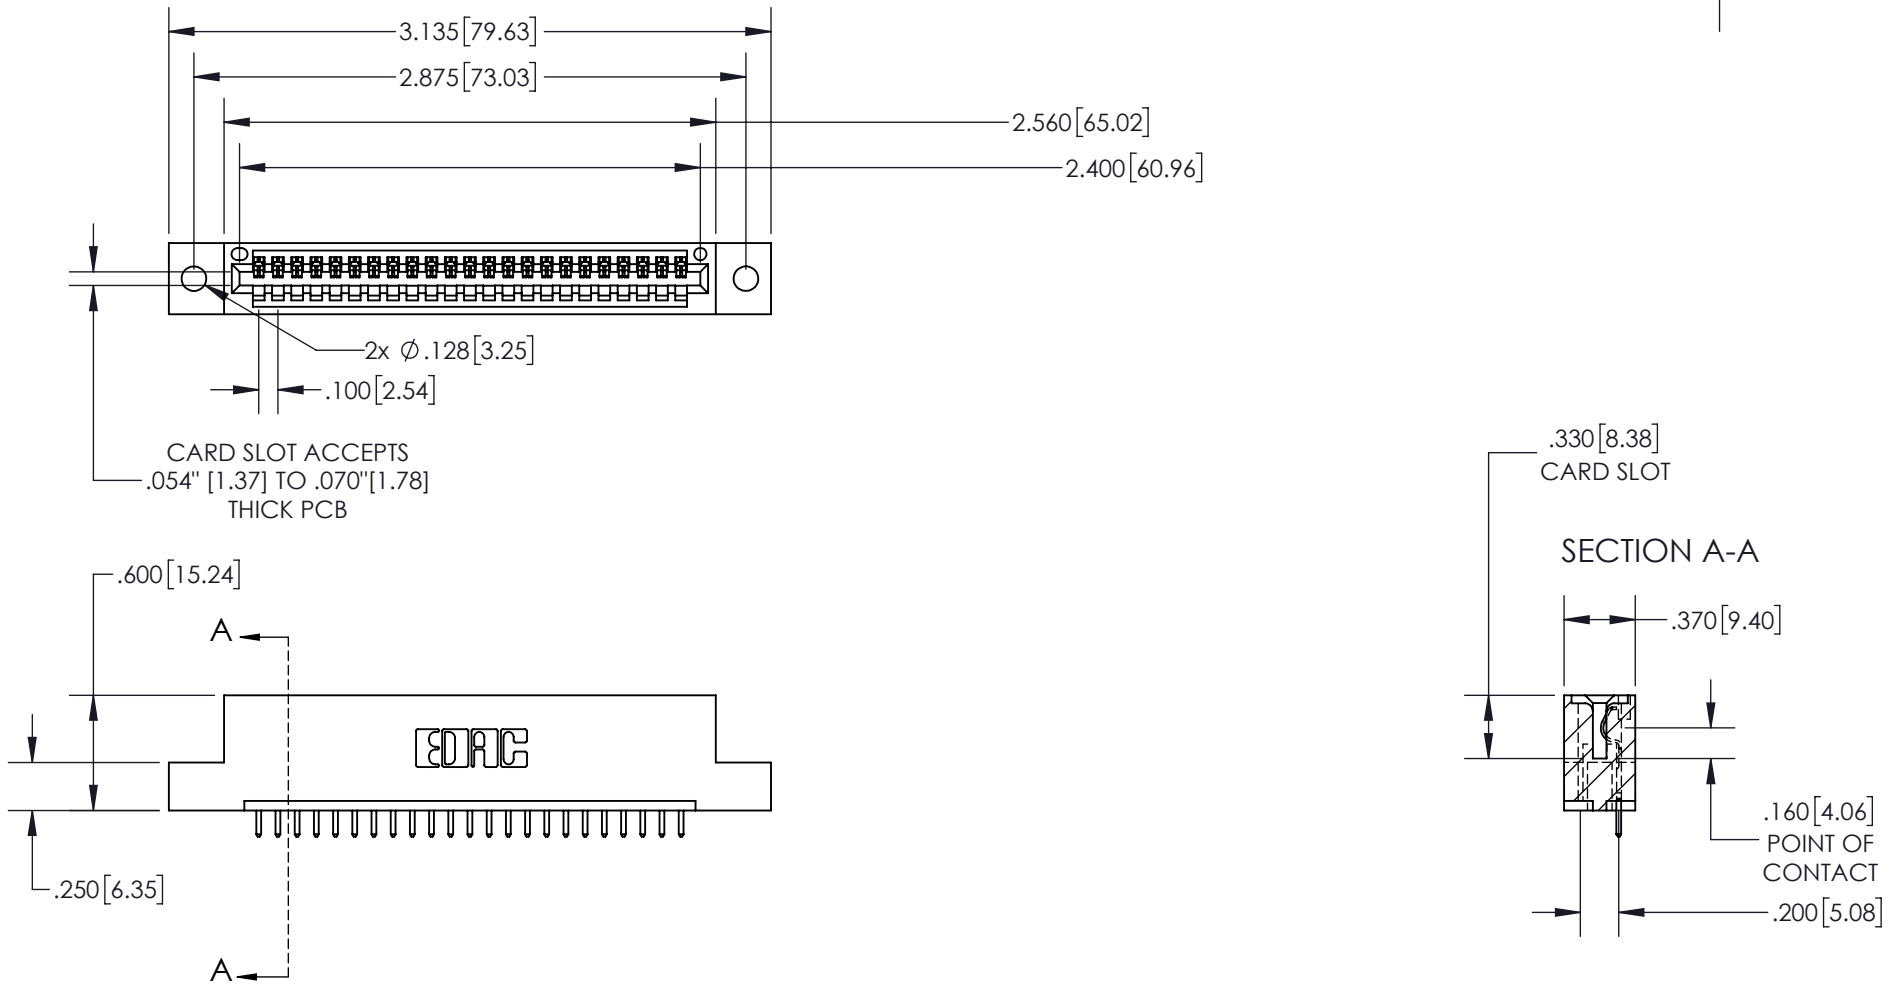 3.135[79.63]
2.875[73.03]
2.560[65.02]
2.400[60.96]
2x Ø.128[3.25]
.100[2.54]
CARD SLOT ACCEPTS
.054" [1.37] TO .070"[1.78]
THICK PCB
.330[8.38]
CARD SLOT
SECTION A-A
.600[15.24]
A
.370[9.40]
EDAC
.160[4.06]
POINT OF
CONTACT
.250[6.35]
.200[5.08]
A